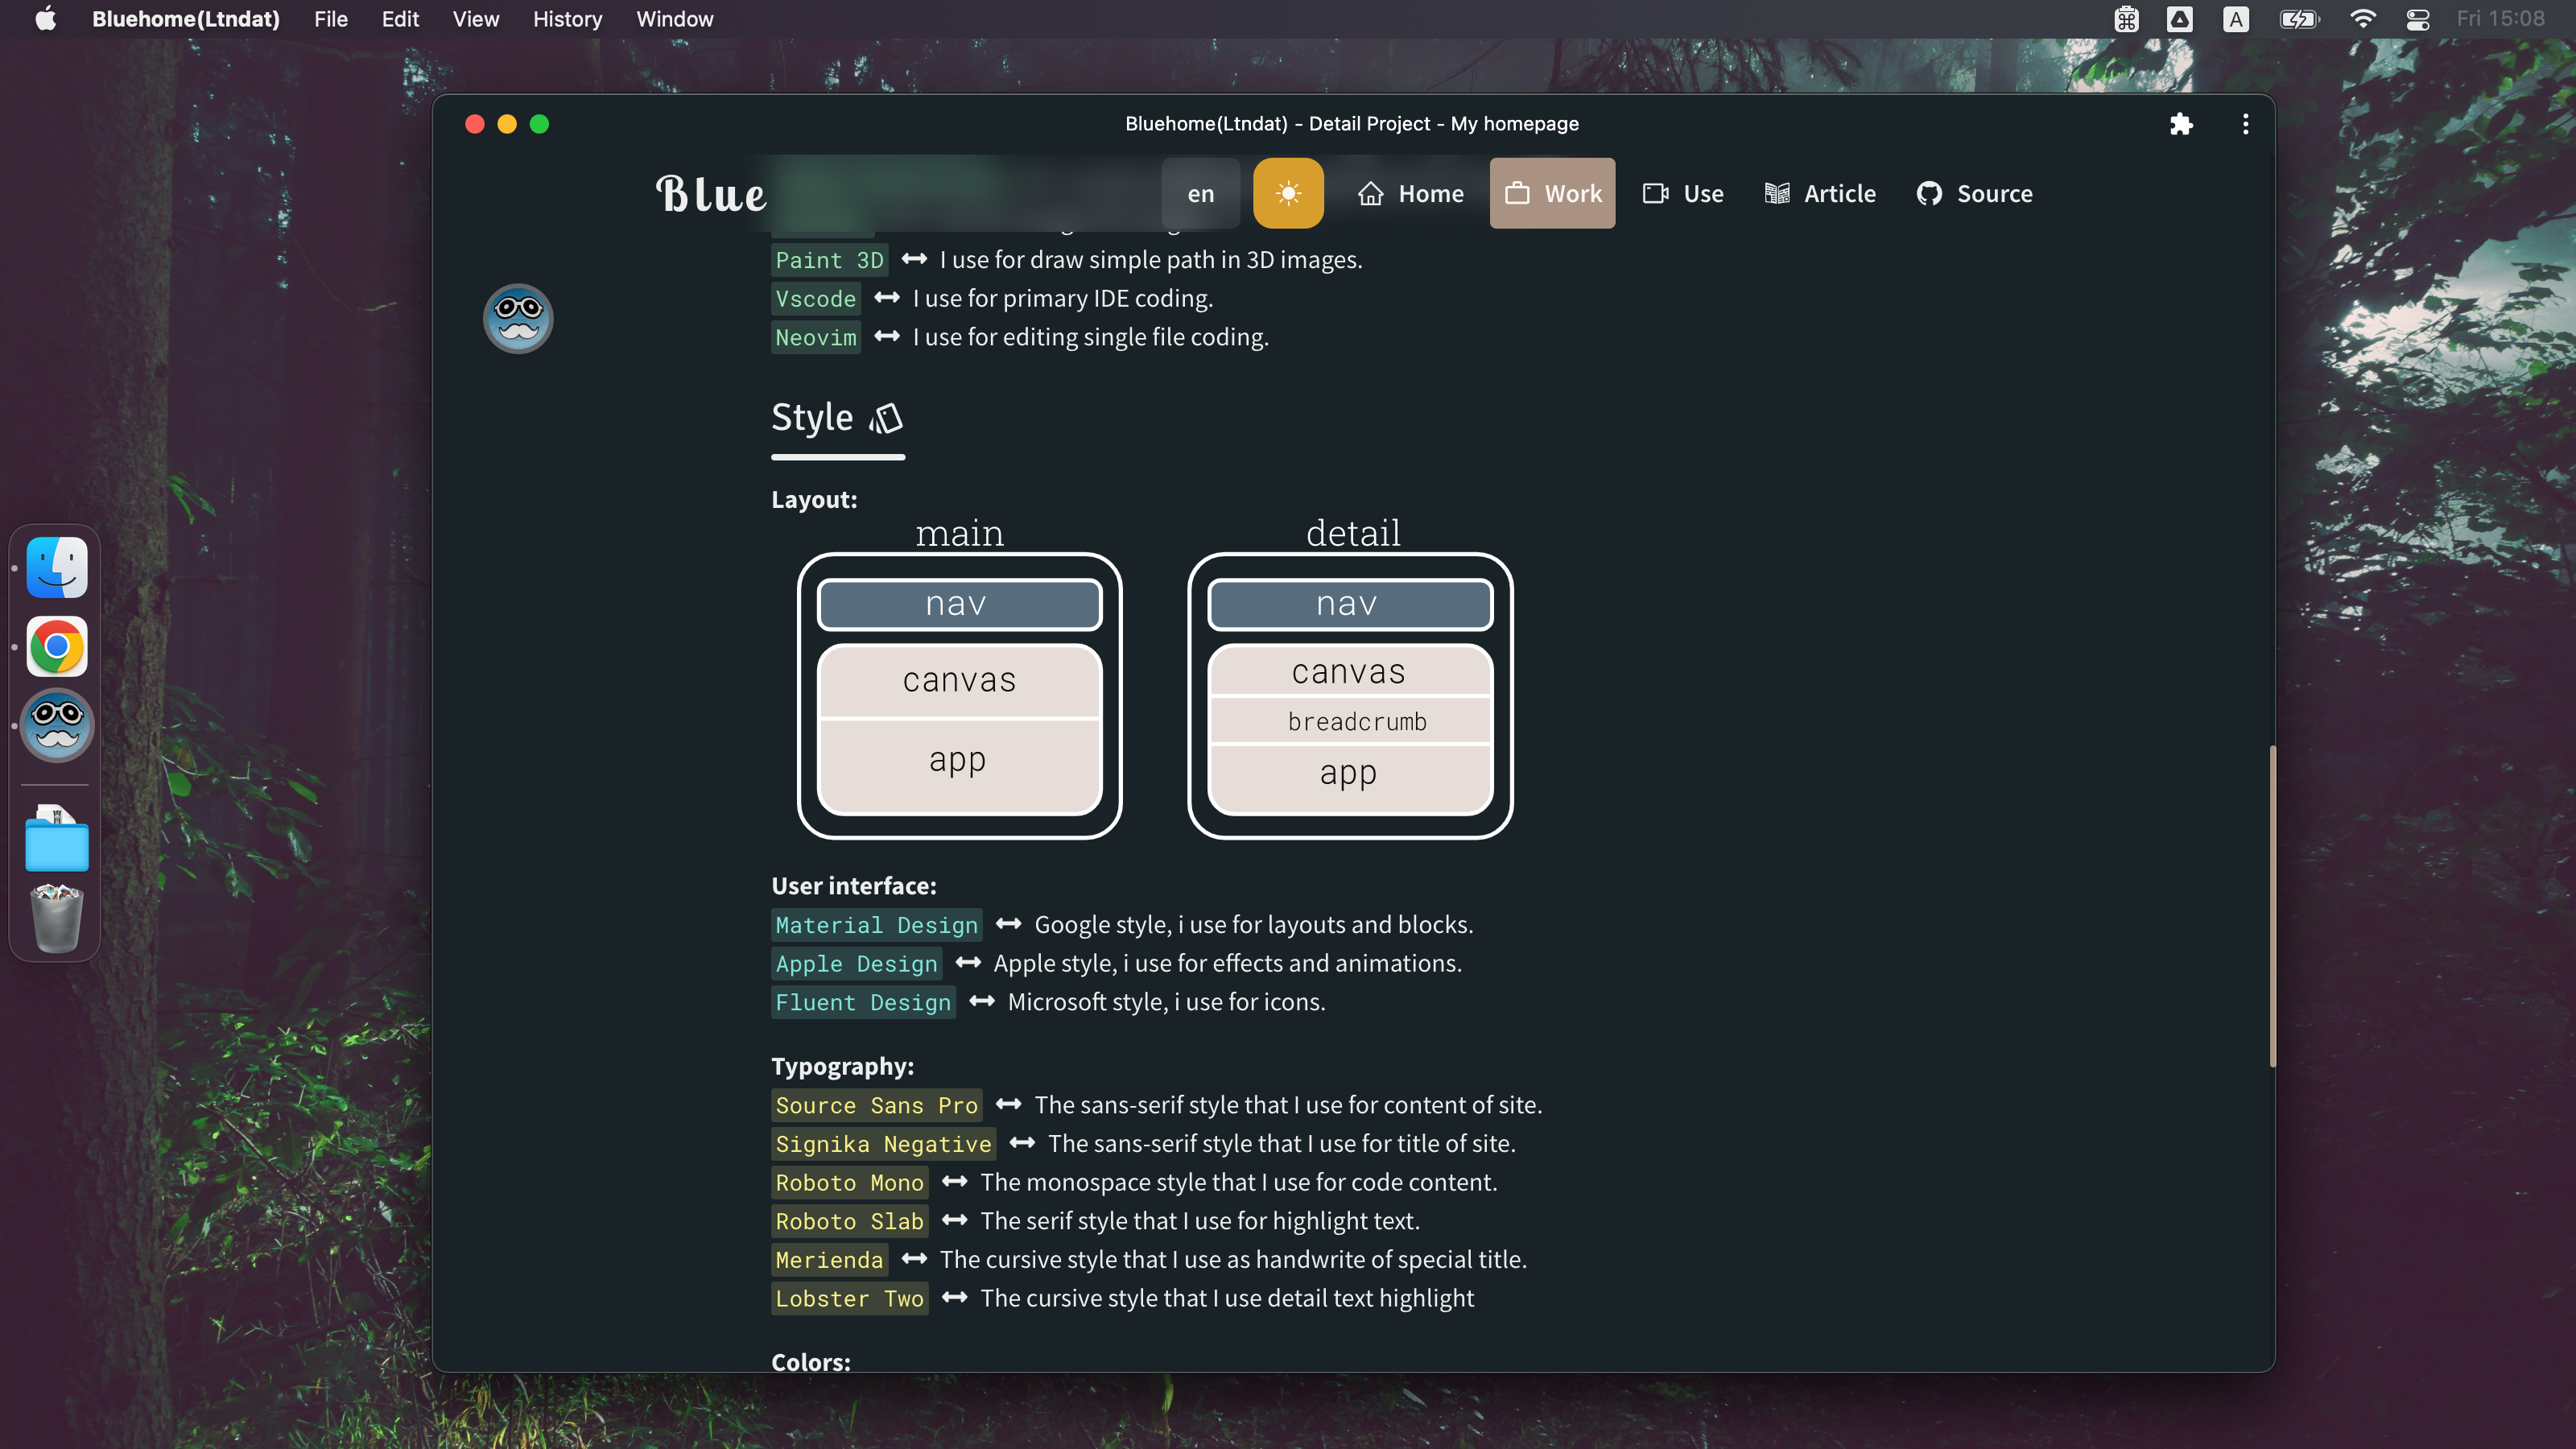 Bluehome(Ltndat) File Edit View History Window A Fri 15:08
Bluehome(Ltndat) - Detail Project - My homepage
Blue en Home Work Use Article Source
Paint 3D I use for draw simple path in 3D images.
Vscode I use for primary IDE coding.
Neovim I use for editing single file coding.
Style
Layout:
main detail
nav nav
canvas canvas
breadcrumb
app app
User interface:
Material Design Google style, i use for layouts and blocks.
Apple Design Apple style, i use for effects and animations.
Fluent Design Microsoft style, i use for icons.
Typography:
Source Sans Pro The sans-serif style that I use for content of site.
Signika Negative The sans-serif style that I use for title of site.
Roboto Mono The monospace style that I use for code content.
Roboto Slab The serif style that I use for highlight text.
Merienda The cursive style that I use as handwrite of special title.
Lobster Two The cursive style that I use detail text highlight
Colors: